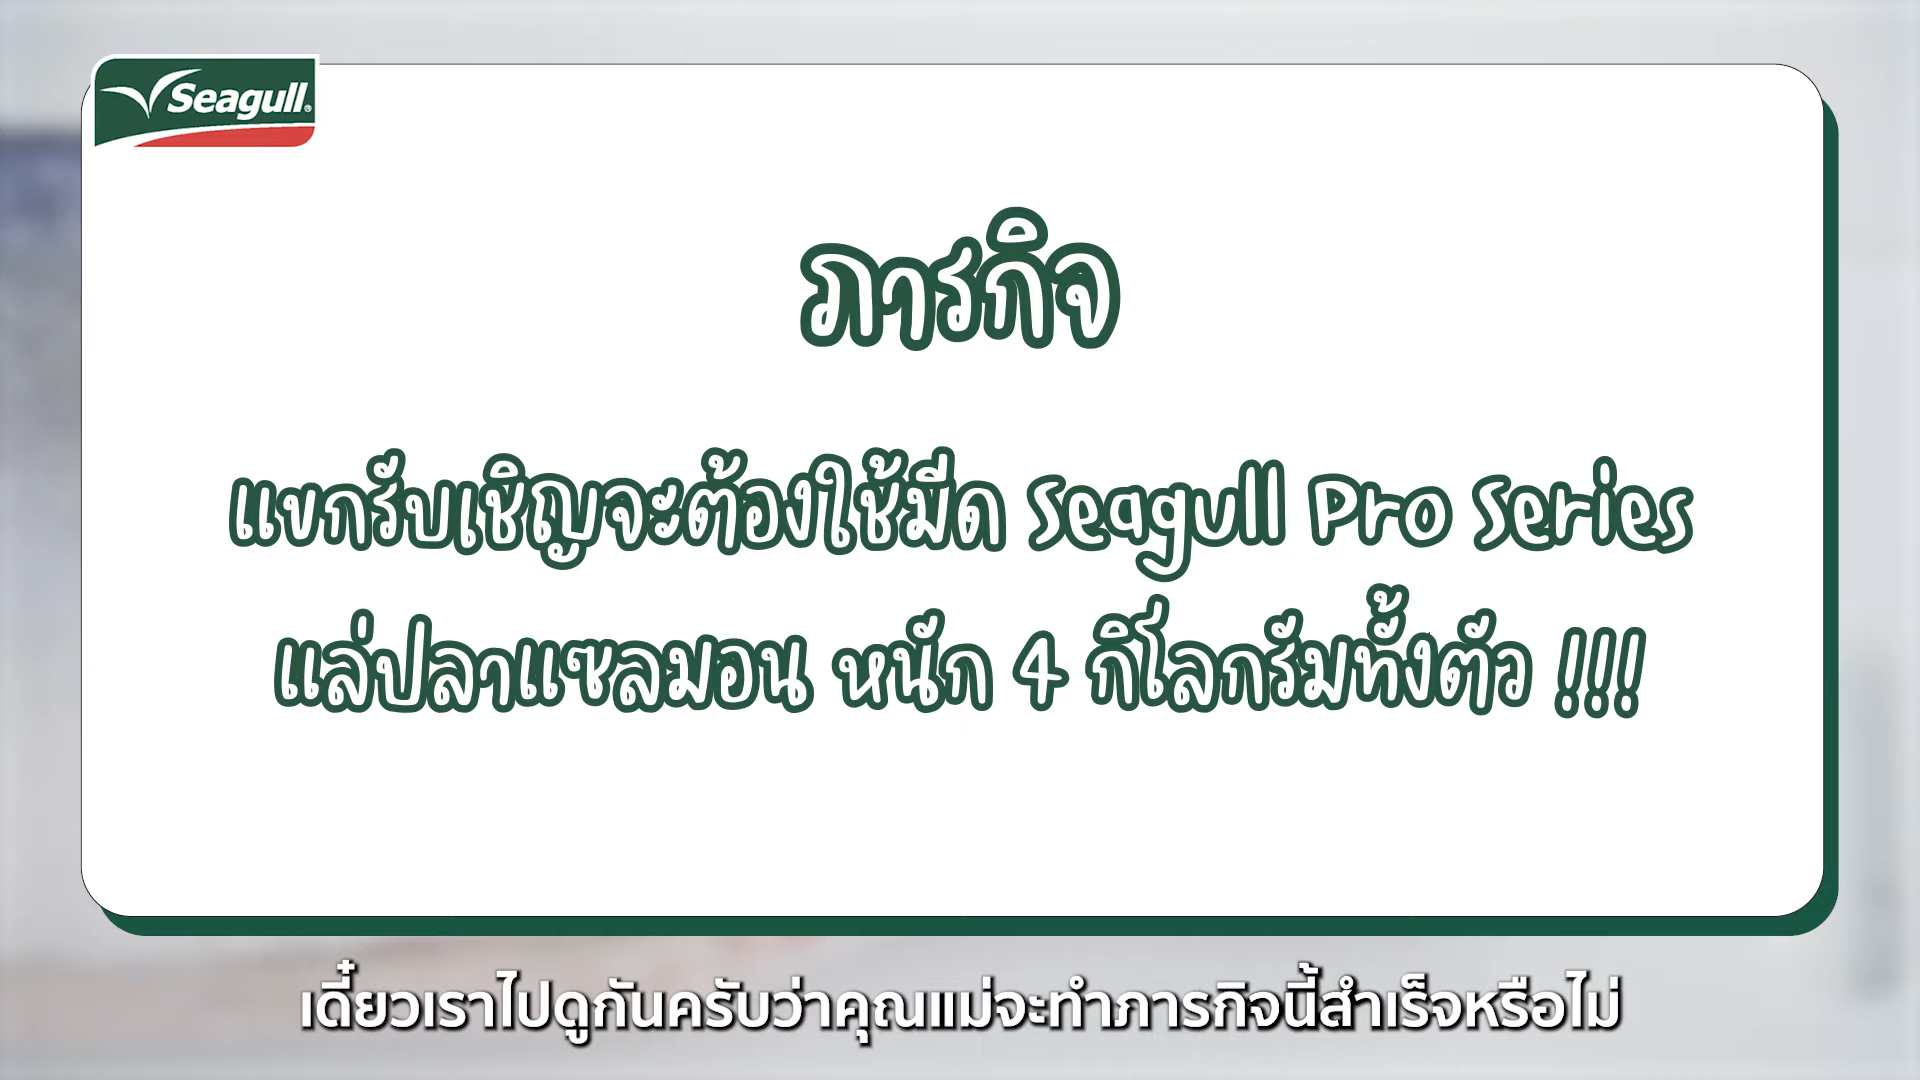 Seagull®
ภารกิจ
แขกรับเชิญจะต้องใช้มีด Seagull Pro Series
แล่ปลาแซลมอน หนัก 4 กิโลกรัมทั้งตัว !!!
เดี๋ยวเราไปดูกันครับว่าคุณแม่จะทำภารกิจนี้สำเร็จหรือไม่